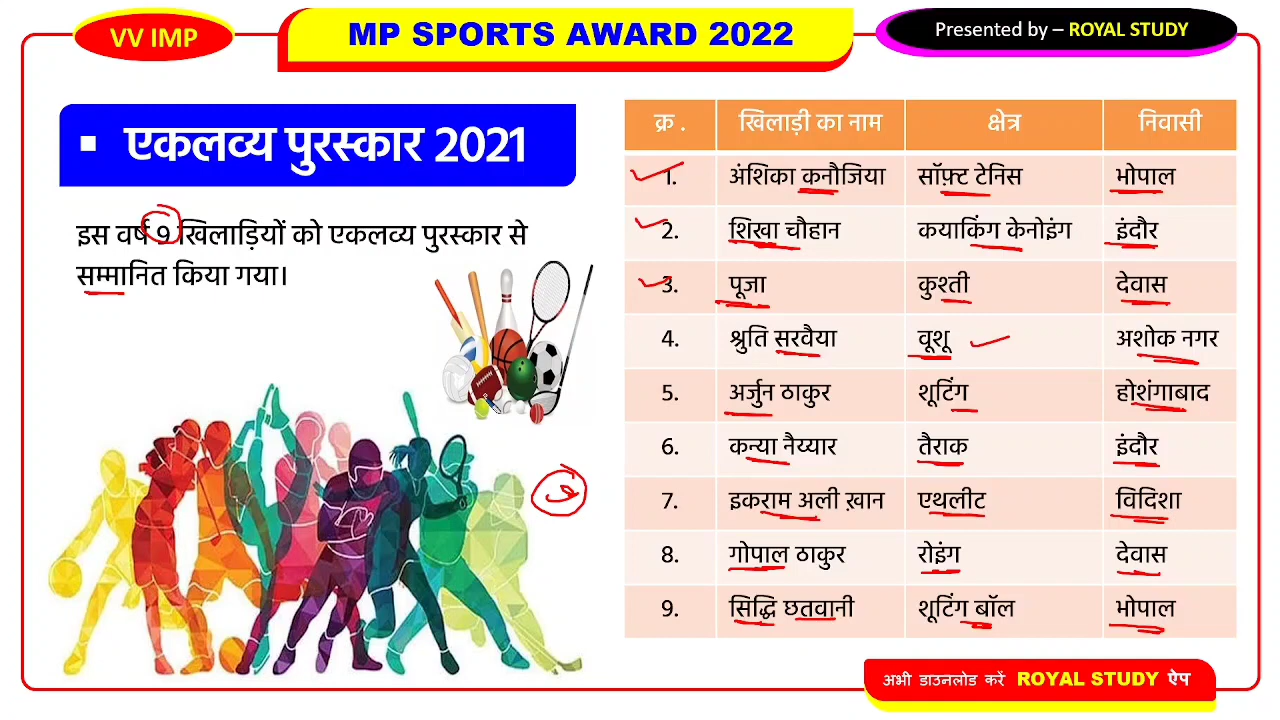 VV IMP
MP SPORTS AWARD 2022
Presented by – ROYAL STUDY
▪ एकलव्य पुरस्कार 2021
इस वर्ष 9 खिलाड़ियों को एकलव्य पुरस्कार से
सम्मानित किया गया।
क्र . खिलाड़ी का नाम क्षेत्र निवासी
1. अंशिका कनौजिया सॉफ़्ट टेनिस भोपाल
2. शिखा चौहान कयाकिंग केनोइंग इंदौर
3. पूजा कुश्ती देवास
4. श्रुति सरवैया वूशू अशोक नगर
5. अर्जुन ठाकुर शूटिंग होशंगाबाद
6. कन्या नैय्यार तैराक इंदौर
7. इकराम अली ख़ान एथलीट विदिशा
8. गोपाल ठाकुर रोइंग देवास
9. सिद्धि छतवानी शूटिंग बॉल भोपाल
अभी डाउनलोड करें ROYAL STUDY ऐप